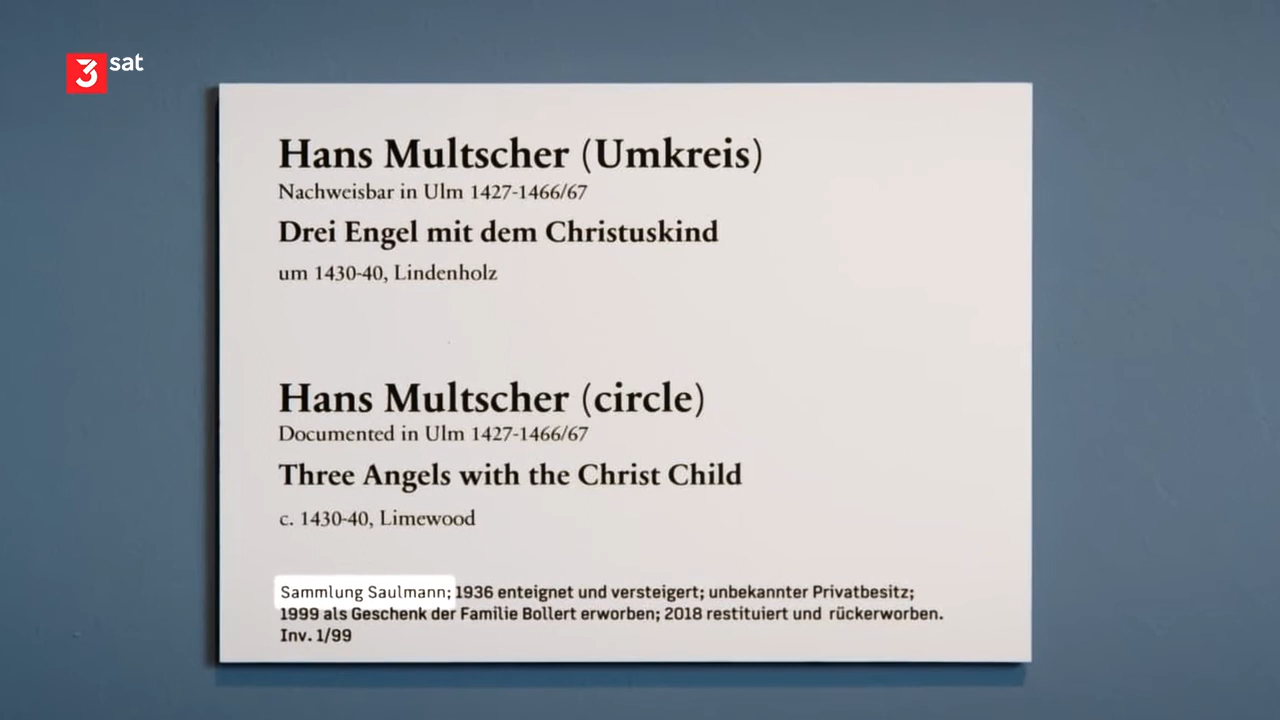 3sat
Hans Multscher (Umkreis)
Nachweisbar in Ulm 1427-1466/67
Drei Engel mit dem Christuskind
um 1430-40, Lindenholz
Hans Multscher (circle)
Documented in Ulm 1427-1466/67
Three Angels with the Christ Child
c. 1430-40, Limewood
Sammlung Saulmann; 1936 enteignet und versteigert; unbekannter Privatbesitz;
1999 als Geschenk der Familie Bollert erworben; 2018 restituiert und rückerworben.
Inv. 1/99